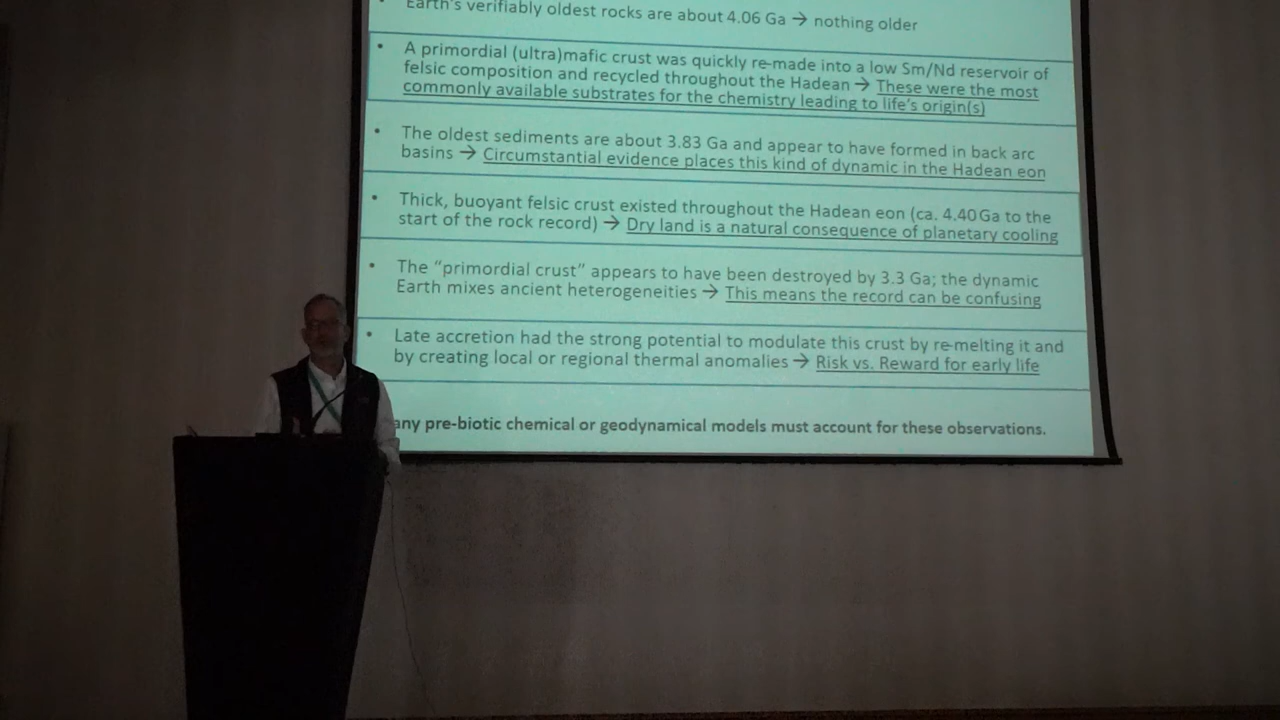 Earth's verifiably oldest rocks are about 4.06 Ga → nothing older
• A primordial (ultra)mafic crust was quickly re-made into a low Sm/Nd reservoir of
felsic composition and recycled throughout the Hadean → These were the most
commonly available substrates for the chemistry leading to life's origin(s)
• The oldest sediments are about 3.83 Ga and appear to have formed in back arc
basins → Circumstantial evidence places this kind of dynamic in the Hadean eon
• Thick, buoyant felsic crust existed throughout the Hadean eon (ca. 4.40 Ga to the
start of the rock record) → Dry land is a natural consequence of planetary cooling
• The “primordial crust” appears to have been destroyed by 3.3 Ga; the dynamic
Earth mixes ancient heterogeneities → This means the record can be confusing
• Late accretion had the strong potential to modulate this crust by re-melting it and
by creating local or regional thermal anomalies → Risk vs. Reward for early life
any pre-biotic chemical or geodynamical models must account for these observations.